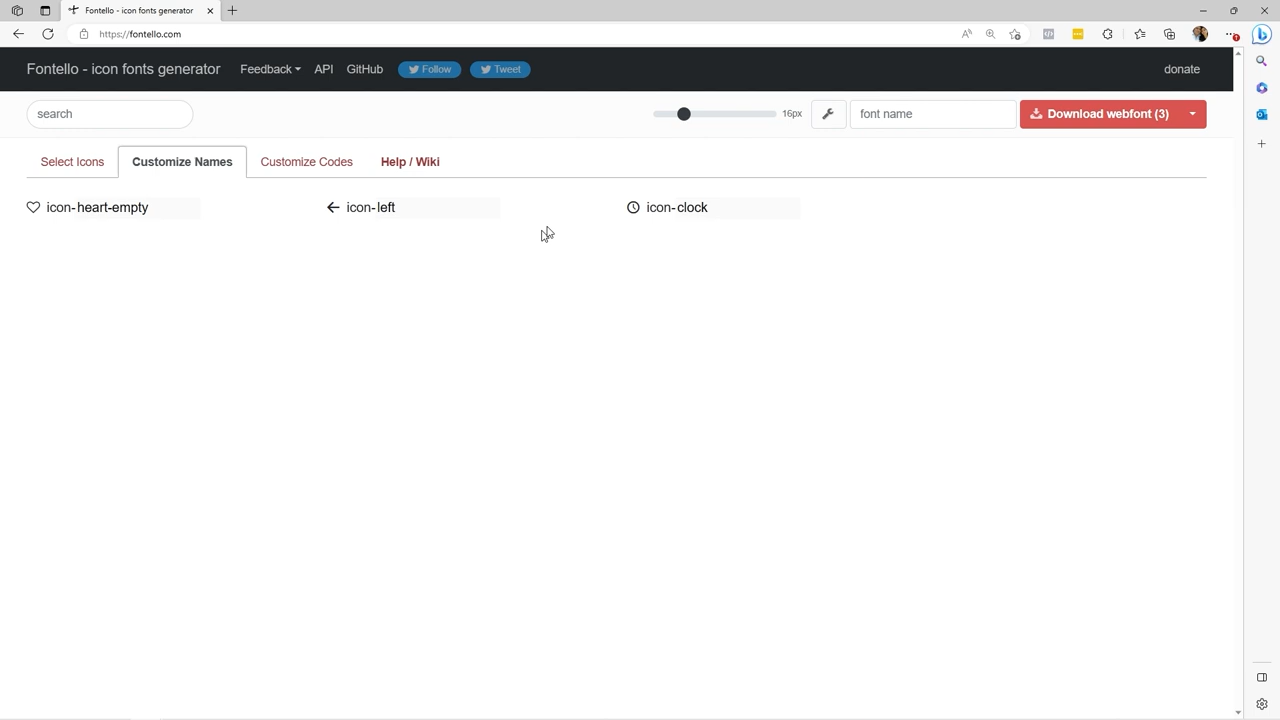 Fontello - icon fonts generator
https://fontello.com
Fontello - icon fonts generator Feedback API GitHub Follow Tweet donate
search 16px font name Download webfont (3)
Select Icons Customize Names Customize Codes Help / Wiki
icon-heart-empty icon-left icon-clock